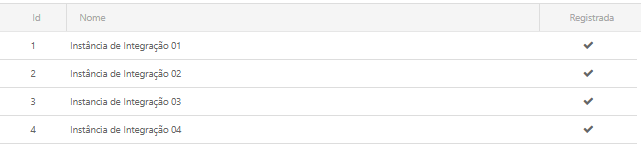 Id Nome Registrada
1 Instância de Integração 01
2 Instância de Integração 02
3 Instancia de Integração 03
4 Instância de Integração 04